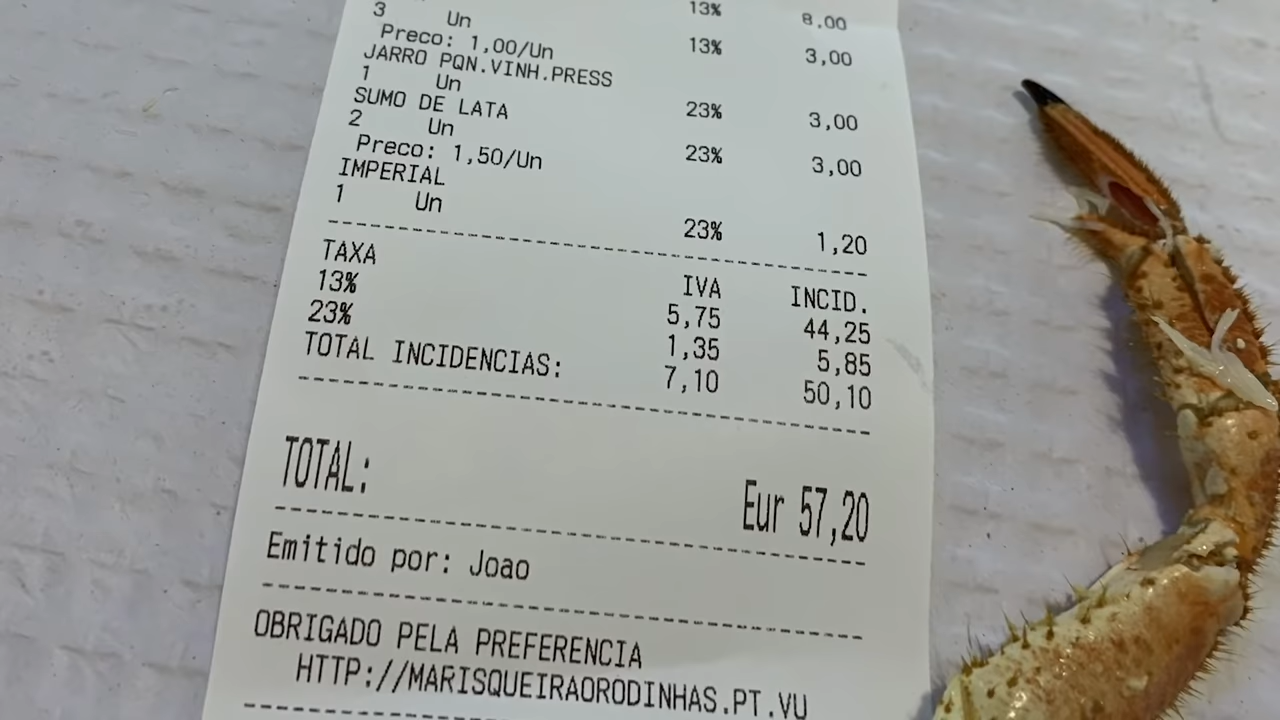 13% 8.00
3 Un
Preco: 1,00/Un 13% 3,00
JARRO PQN.VINH.PRESS
1 Un 23% 3,00
SUMO DE LATA
2 Un
Preco: 1,50/Un 23% 3,00
IMPERIAL
1 Un 23% 1,20
TAXA IVA INCID.
13% 5,75 44,25
23% 1,35 5,85
TOTAL INCIDENCIAS: 7,10 50,10
TOTAL: Eur 57,20
Emitido por: Joao
OBRIGADO PELA PREFERENCIA
HTTP://MARISQUEIRAORODINHAS.PT.VU